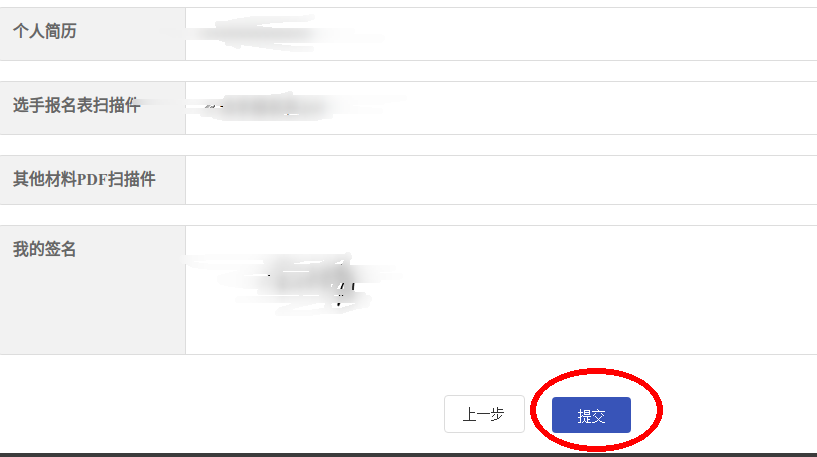 个人简历
选手报名表扫描件
其他材料PDF扫描件
我的签名
上一步 提交